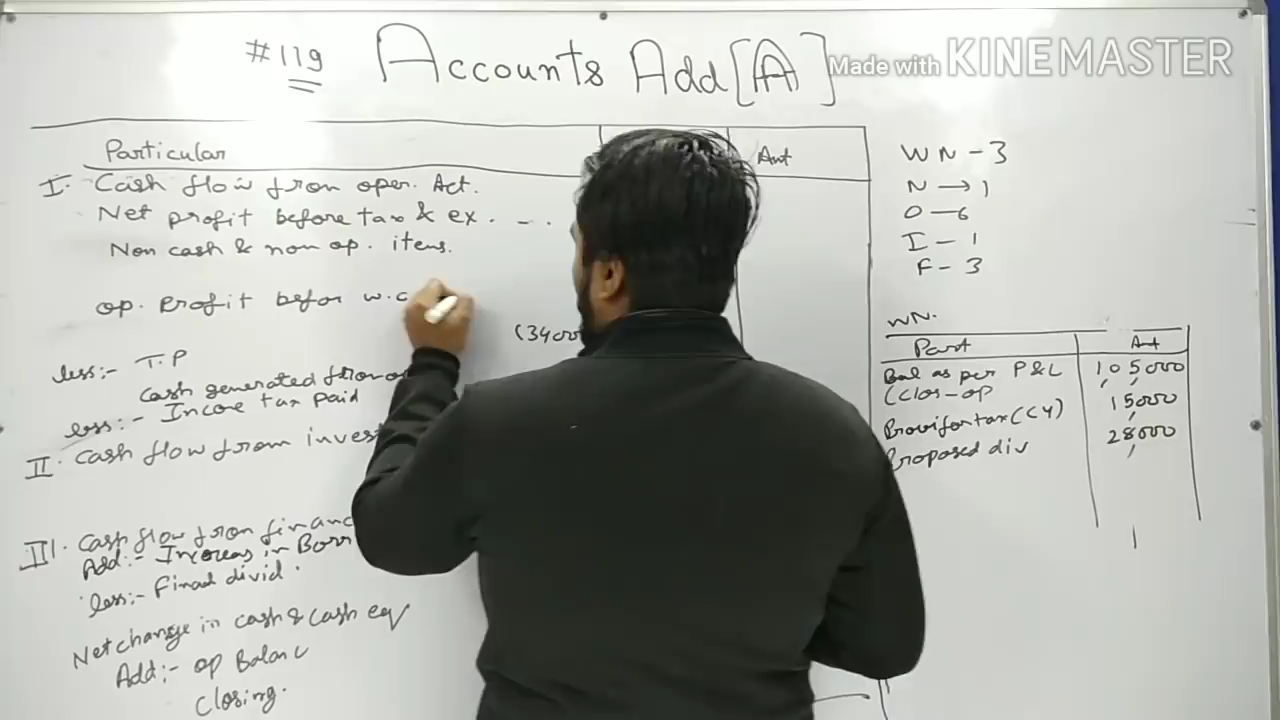 #119 Accounts Add[A]
Made with KINEMASTER
Particular Amt
I. Cash flow from oper. Act.
Net profit before tax & ex. - -.
Non cash & non op. items.
op. Profit befor w.c
(34000
less:- T.P
Cash generated from o
less:- Income tax paid
II. Cash flow from invest
III. Cash flow from financ
Add:- Increas in Borr
less:- Final divid.
Net change in cash & cash eq
Add:- op Balanc
Closing.
WN-3
N→1
O-6
I-1
F-3
WN.
Part Amt
Bal as per P&L 105000
(Clos-op 15000
Provi for tax (CY) 28000
Proposed div